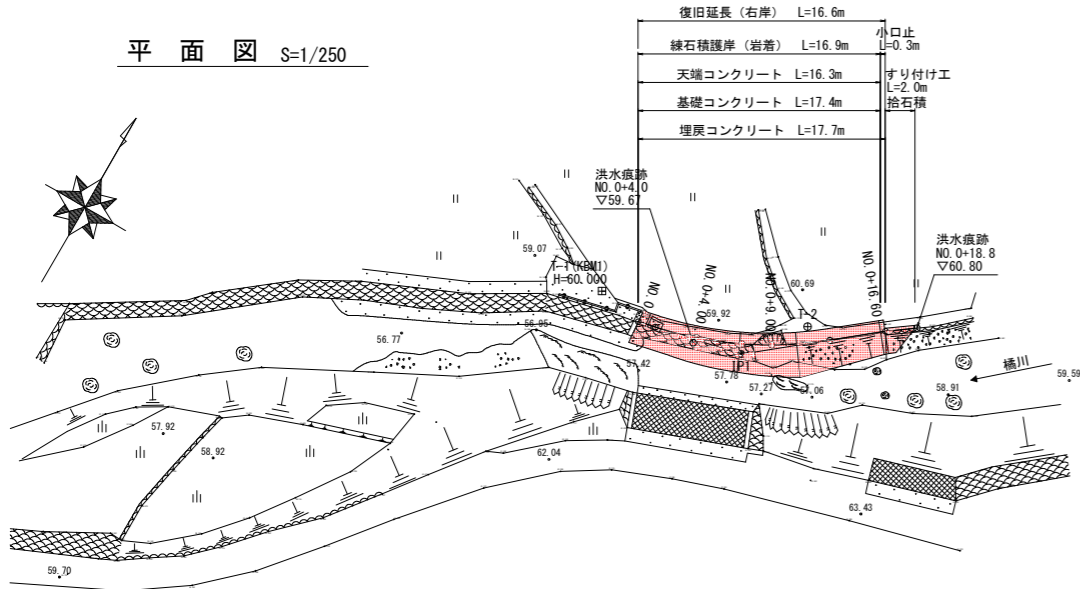 平面図 S=1/250
復旧延長（右岸） L=16.6m
小口止
L=0.3m
練石積護岸（岩着） L=16.9m
天端コンクリート L=16.3m
すり付け工
L=2.0m
捨石積
基礎コンクリート L=17.4m
埋戻コンクリート L=17.7m
洪水痕跡
NO.0+4.0
▽59.67
洪水痕跡
NO.0+18.8
▽60.80
59.07
T-1(KBM1)
H=60.000
NO.0
NO.0+4.00
NO.0+9.00
NO.0+16.60
60.69
59.92
T-2
56.95
56.77
57.42
IP1
57.78
57.27
57.06
58.91
橋川
59.59
57.92
58.92
62.04
63.43
59.70